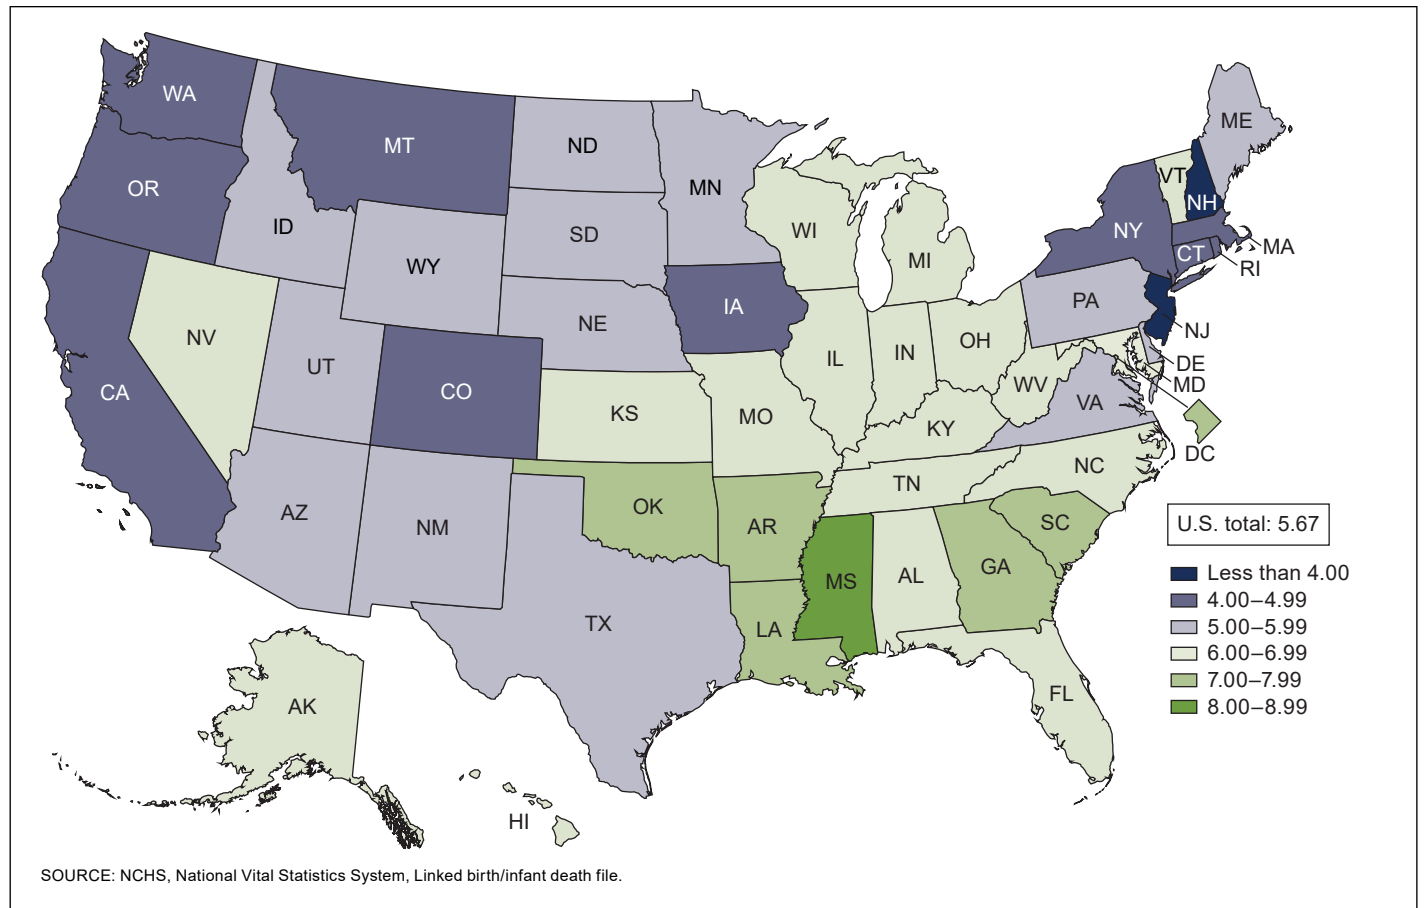 WA
MT
ND
ME
OR
MN
VT
NH
ID
SD
WI
NY
MA
WY
MI
CT
RI
IA
PA
NE
NJ
NV
UT
IL
IN
OH
DE
CA
CO
WV
MD
KS
MO
VA
KY
DC
NC
TN
AZ
NM
OK
AR
SC
U.S. total: 5.67
MS
AL
GA
Less than 4.00
4.00–4.99
TX
LA
5.00–5.99
6.00–6.99
7.00–7.99
AK
FL
8.00–8.99
HI
SOURCE: NCHS, National Vital Statistics System, Linked birth/infant death file.